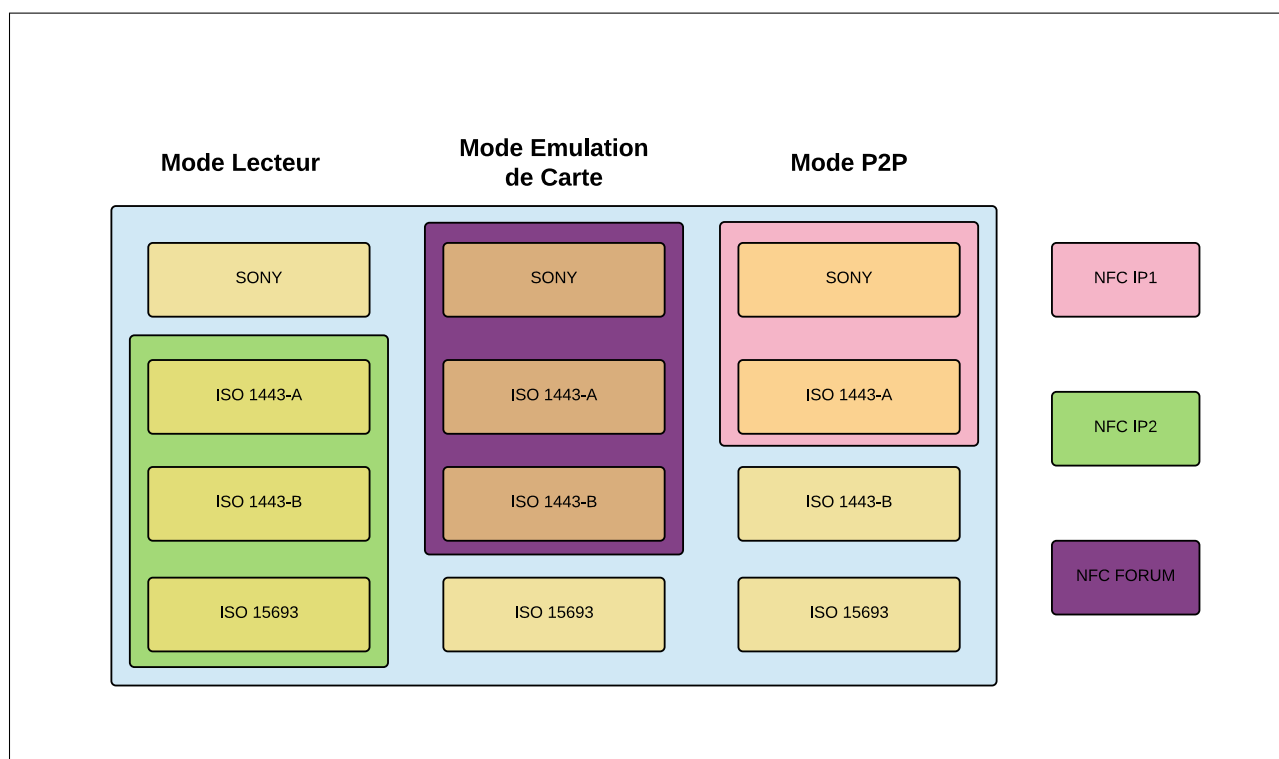 Mode Lecteur
Mode Emulation
de Carte
Mode P2P
SONY
SONY
SONY
NFC IP1
ISO 1443-A
ISO 1443-A
ISO 1443-A
NFC IP2
ISO 1443-B
ISO 1443-B
ISO 1443-B
NFC FORUM
ISO 15693
ISO 15693
ISO 15693